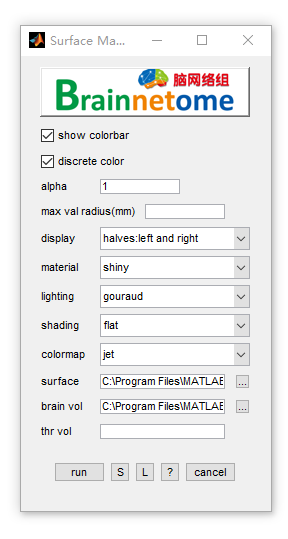 Surface Ma...
脑网络组
Brainnetome
show colorbar
discrete color
alpha 1
max val radius(mm)
display halves:left and right
material shiny
lighting gouraud
shading flat
colormap jet
surface C:\Program Files\MATLAB ...
brain vol C:\Program Files\MATLAB ...
thr vol
run S L ? cancel